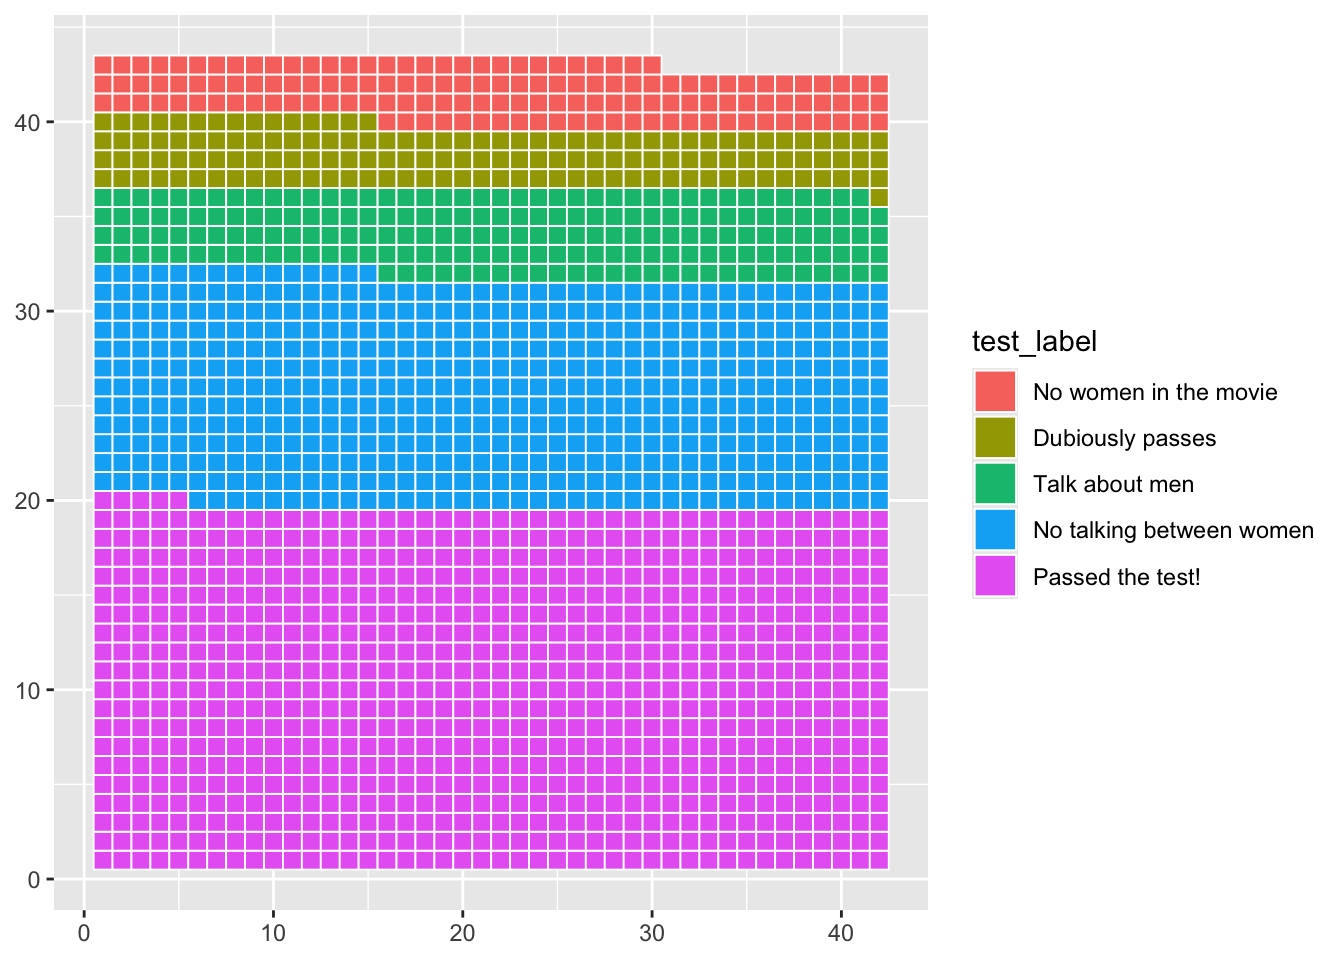 40
30
20
10
0
0 10 20 30 40
test_label
No women in the movie
Dubiously passes
Talk about men
No talking between women
Passed the test!